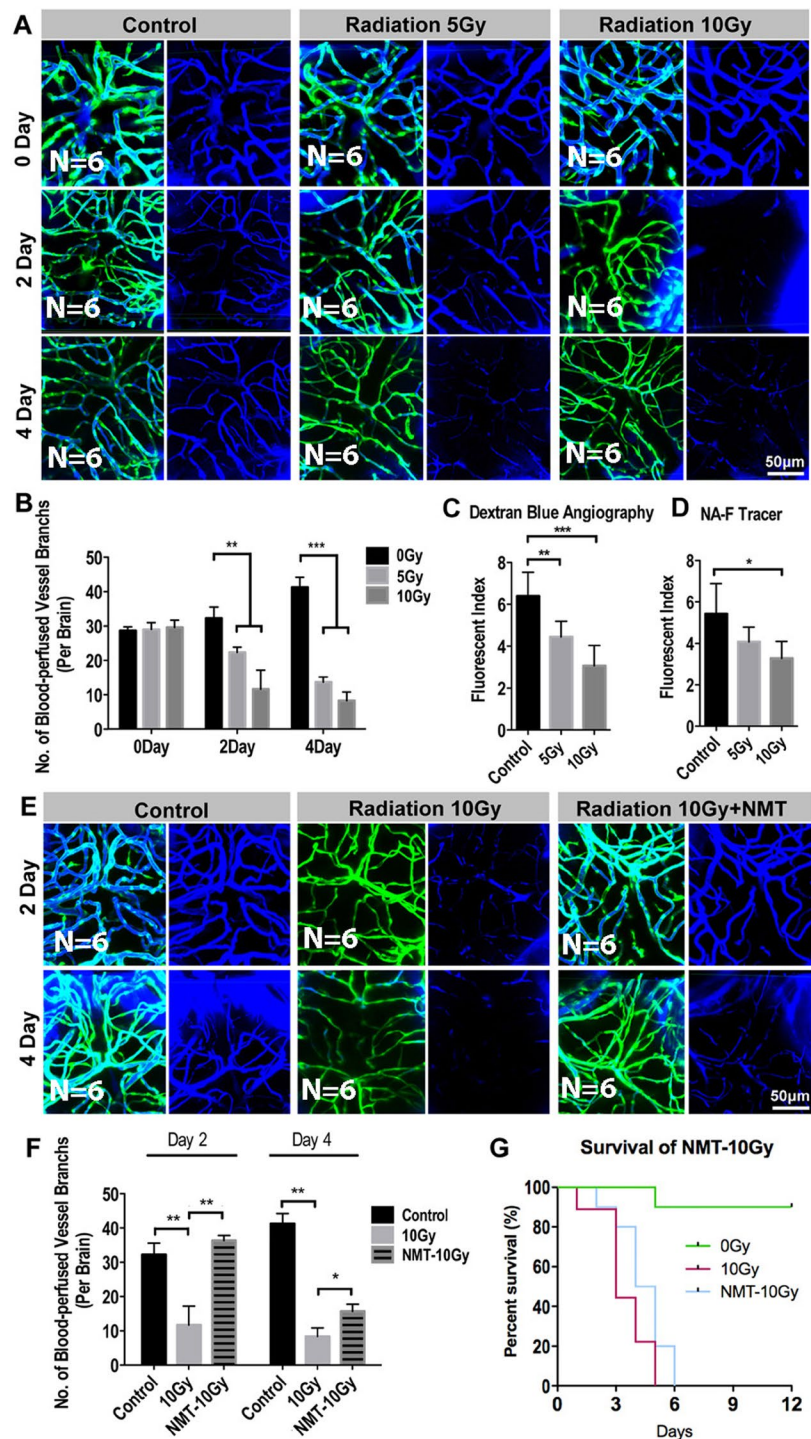 A
Control
Radiation 5Gy
Radiation 10Gy
0 Day
N=6
N=6
N=6
2 Day
N=6
N=6
N=6
4 Day
N=6
N=6
N=6
50μm
B
No. of Blood-perfused Vessel Branchs
(Per Brain)
50
40
30
20
10
0
**
***
0Gy
5Gy
10Gy
0Day
2Day
4Day
C
Dextran Blue Angiography
Fluorescent Index
8
6
4
2
0
***
**
Control
5Gy
10Gy
D
NA-F Tracer
Fluorescent Index
8
6
4
2
0
*
Control
5Gy
10Gy
E
Control
Radiation 10Gy
Radiation 10Gy+NMT
2 Day
N=6
N=6
N=6
4 Day
N=6
N=6
N=6
50μm
F
Day 2
Day 4
No. of Blood-perfused Vessel Branchs
(Per Brain)
50
40
30
20
10
0
**
**
**
*
Control
10Gy
NMT-10Gy
Control
10Gy
NMT-10Gy
Control
10Gy
NMT-10Gy
G
Survival of NMT-10Gy
Percent survival (%)
100
80
60
40
20
0
0Gy
10Gy
NMT-10Gy
0
3
6
9
12
Days